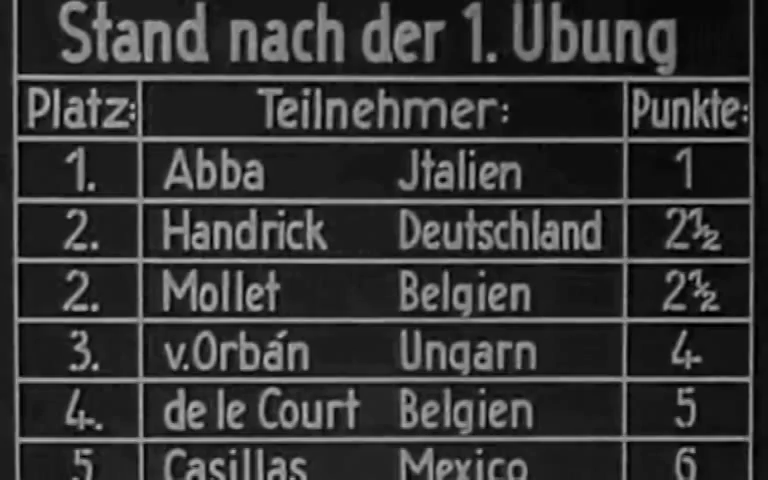 Stand nach der 1. Übung
Platz: Teilnehmer: Punkte:
1. Abba Jtalien 1
2. Handrick Deutschland 2½
2. Mollet Belgien 2½
3. v.Orbán Ungarn 4
4. de le Court Belgien 5
5 Casillas Mexico 6